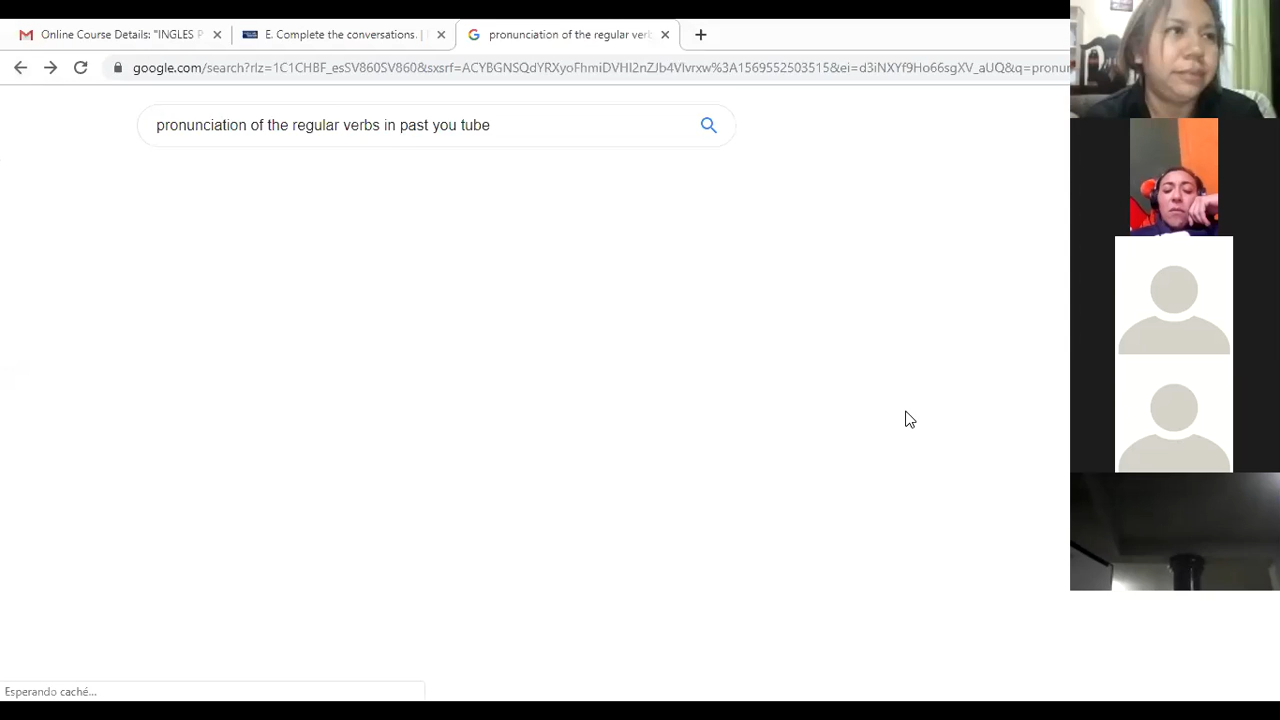 Online Course Details: "INGLES P
E. Complete the conversations. |
pronunciation of the regular verb
google.com/search?rlz=1C1CHBF_esSV860SV860&sxsrf=ACYBGNSQdYRXyoFhmiDVHI2nZJb4VIvrxw%3A1569552503515&ei=d3iNXYf9Ho66sgXV_aUQ&q=pronun
pronunciation of the regular verbs in past you tube
Esperando caché...